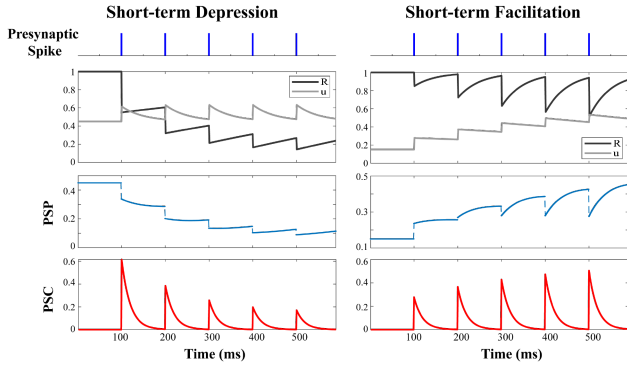 Short-term Depression
Short-term Facilitation
Presynaptic
Spike
1
0.8
0.6
0.4
0.2
0
R
u
1
0.8
0.6
0.4
0.2
0
R
u
PSP
0.4
0.2
0
0.5
0.3
0.1
PSC
0.6
0.4
0.2
0
0.6
0.4
0.2
0
100 200 300 400 500
100 200 300 400 500
Time (ms)
Time (ms)